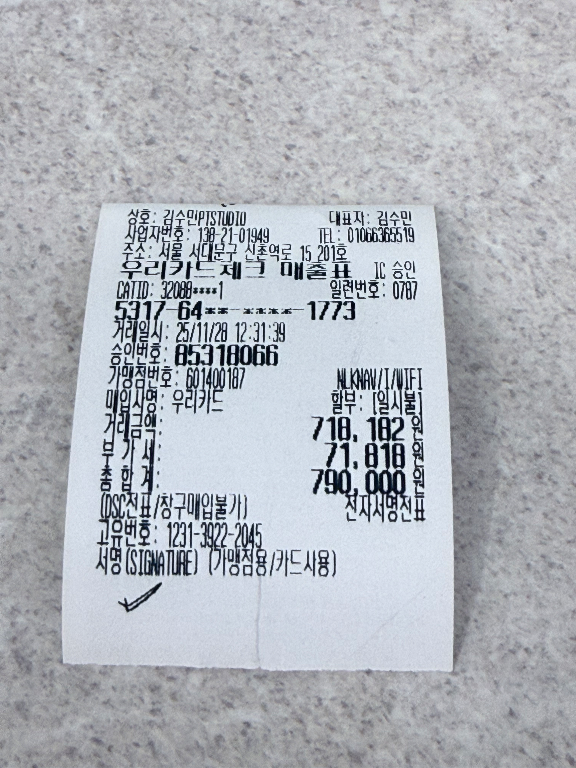 상호: 김수민PTSTUDIO 대표자: 김수민
사업자번호: 138-21-01949 TEL: 01066365519
주소: 서울 서대문구 신촌역로 15 201호
우리카드체크 매출표 IC 승인
CATID: 32088****1 일련번호: 0787
5317-64**-****-1773
거래일시: 25/11/28 12:31:39
승인번호: 85318066
가맹점번호: 601400187 NLKNAV/I/WIFI
매입사명: 우리카드 할부: [일시불]
거래금액: 718,182원
부 가 세: 71,818원
총 합 계: 790,000원
(DSC전표/창구매입불가) 전자서명전표
고유번호: 1231-3922-2045
서명(SIGNATURE) (가맹점용/카드사용)